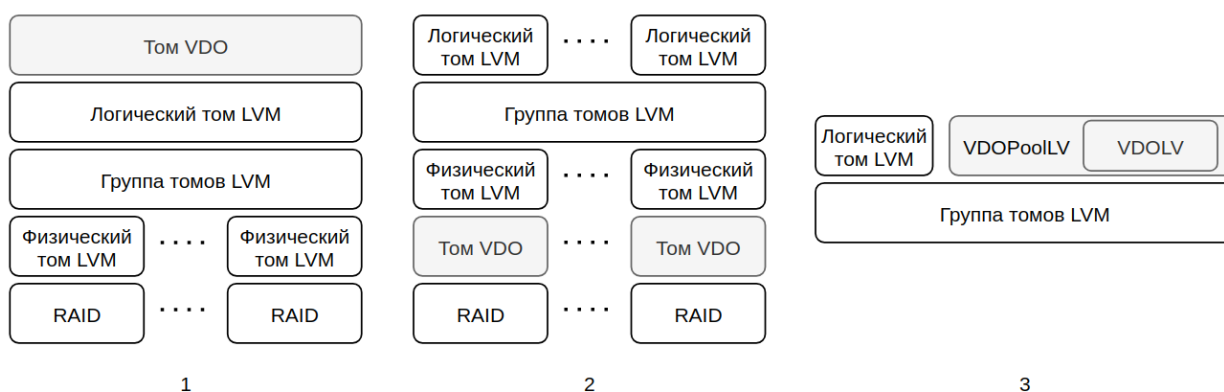 Том VDO
Логический том LVM
Группа томов LVM
Физический
том LVM
. . . .
Физический
том LVM
RAID
. . . .
RAID
1
Логический
том LVM
. . . .
Логический
том LVM
Группа томов LVM
Физический
том LVM
. . . .
Физический
том LVM
Том VDO
. . . .
Том VDO
RAID
. . . .
RAID
2
Логический
том LVM
VDOPoolLV
VDOLV
Группа томов LVM
3